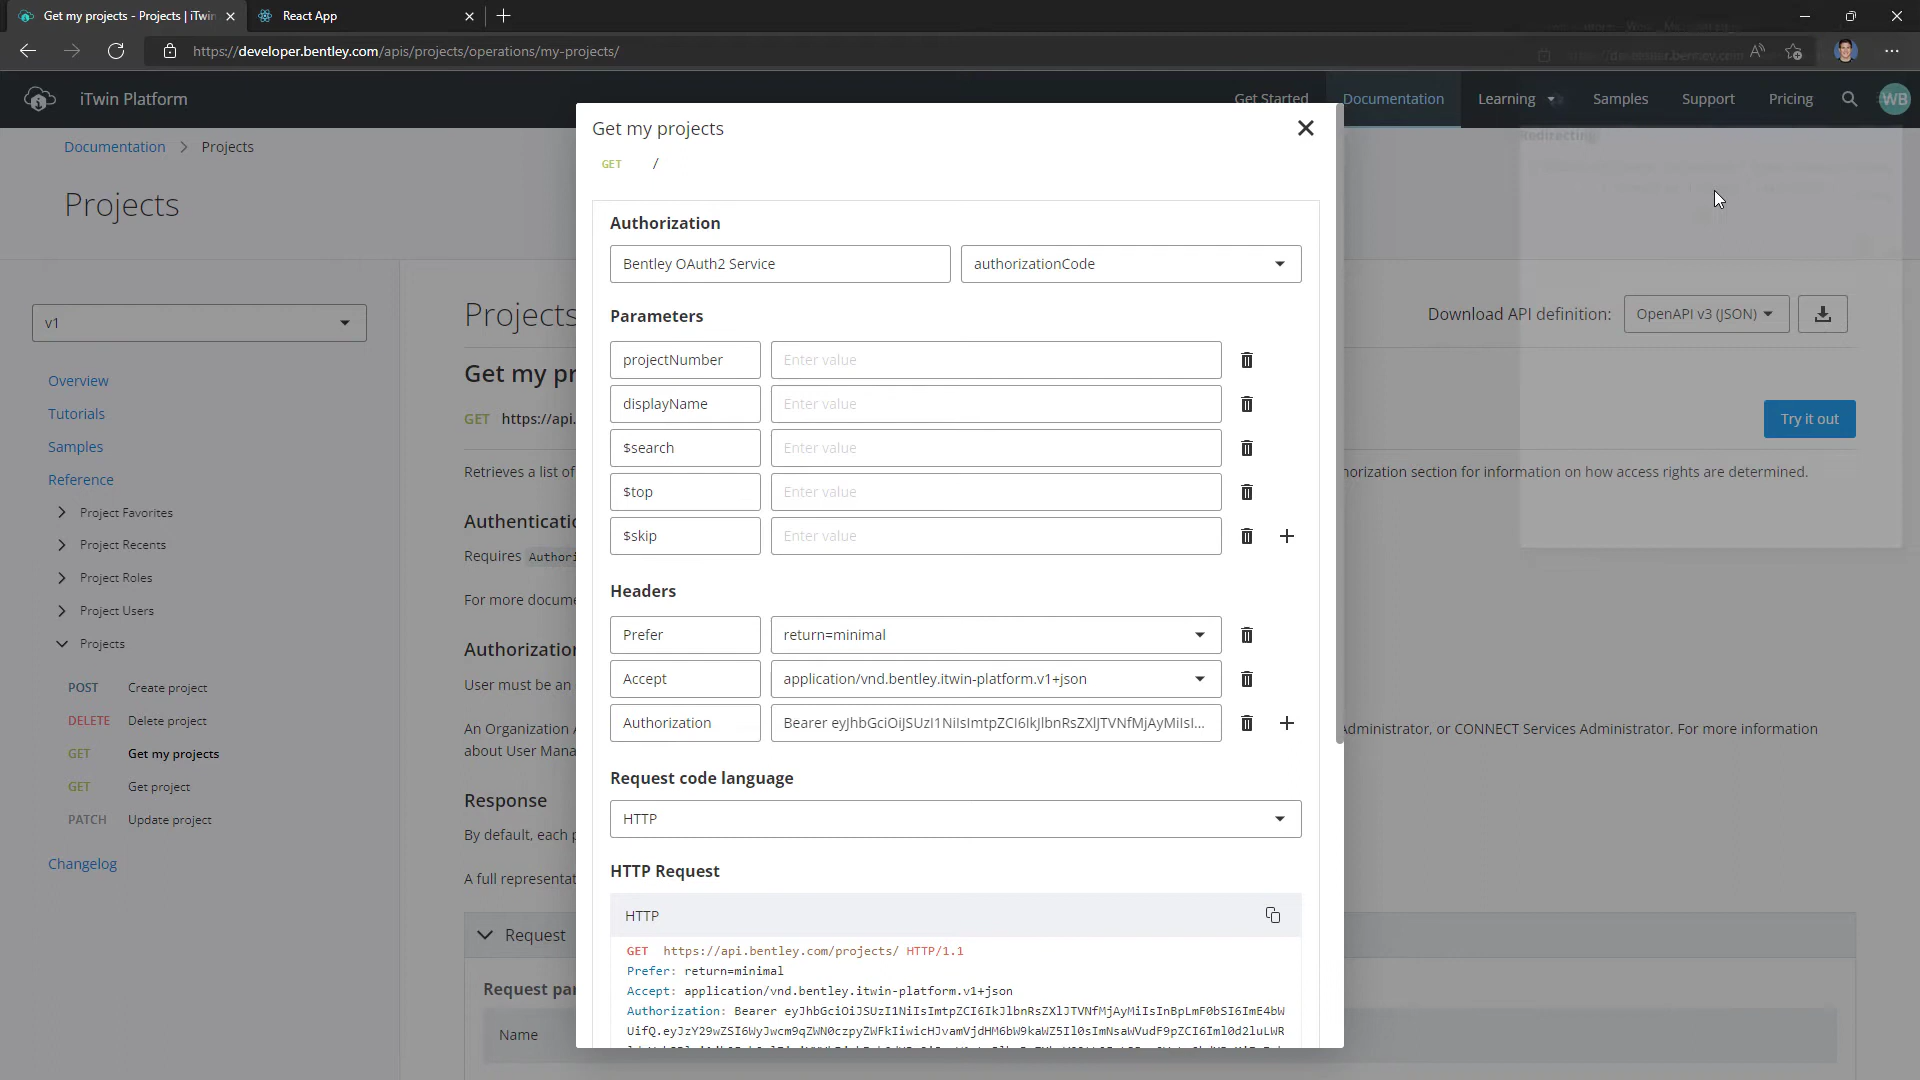 Get my projects - Projects | iTwin
React App
https://developer.bentley.com/apis/projects/operations/my-projects/
iTwin Platform
Get Started
Documentation
Learning
Samples
Support
Pricing
WB
Documentation > Projects
Projects
v1
Overview
Tutorials
Samples
Reference
Project Favorites
Project Recents
Project Roles
Project Users
Projects
POST Create project
DELETE Delete project
GET Get my projects
GET Get project
PATCH Update project
Changelog
Projects
Download API definition:
OpenAPI v3 (JSON)
Get my pr
GET https://api.
Try it out
Retrieves a list of
horization section for information on how access rights are determined.
Authenticatio
Requires Authori
For more docume
Authorization
User must be an
An Organization A
Administrator, or CONNECT Services Administrator. For more information
about User Mana
Response
By default, each p
A full representat
Request
Request par
Name
Redirecting
Get my projects
GET /
Authorization
Bentley OAuth2 Service
authorizationCode
Parameters
projectNumber Enter value
displayName Enter value
$search Enter value
$top Enter value
$skip Enter value
Headers
Prefer return=minimal
Accept application/vnd.bentley.itwin-platform.v1+json
Authorization Bearer eyJhbGciOiJSUzI1NiIsImtpZCI6IkJlbnRsZXlJTVNfMjAyMiIsI...
Request code language
HTTP
HTTP Request
HTTP
GET https://api.bentley.com/projects/ HTTP/1.1
Prefer: return=minimal
Accept: application/vnd.bentley.itwin-platform.v1+json
Authorization: Bearer eyJhbGciOiJSUzI1NiIsImtpZCI6IkJlbnRsZXlJTVNfMjAyMiIsInBpLmF0bSI6ImE4bW
UifQ.eyJzY29wZSI6WyJwcm9qZWN0czpyZWFkIiwicHJvamVjdHM6bW9kaWZ5Il0sImNsaWVudF9pZCI6Iml0d2luLWR